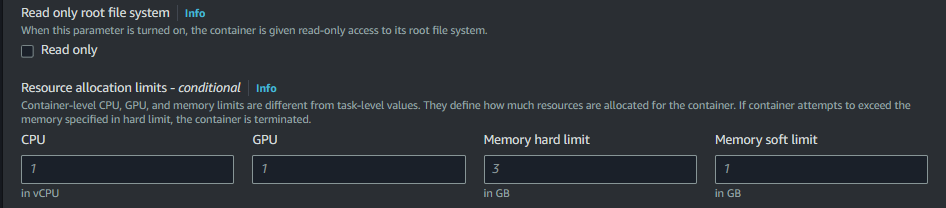 Read only root file system | Info
When this parameter is turned on, the container is given read-only access to its root file system.
Read only
Resource allocation limits - conditional | Info
Container-level CPU, GPU, and memory limits are different from task-level values. They define how much resources are allocated for the container. If container attempts to exceed the
memory specified in hard limit, the container is terminated.
CPU GPU Memory hard limit Memory soft limit
1 1 3 1
in vCPU in GB in GB